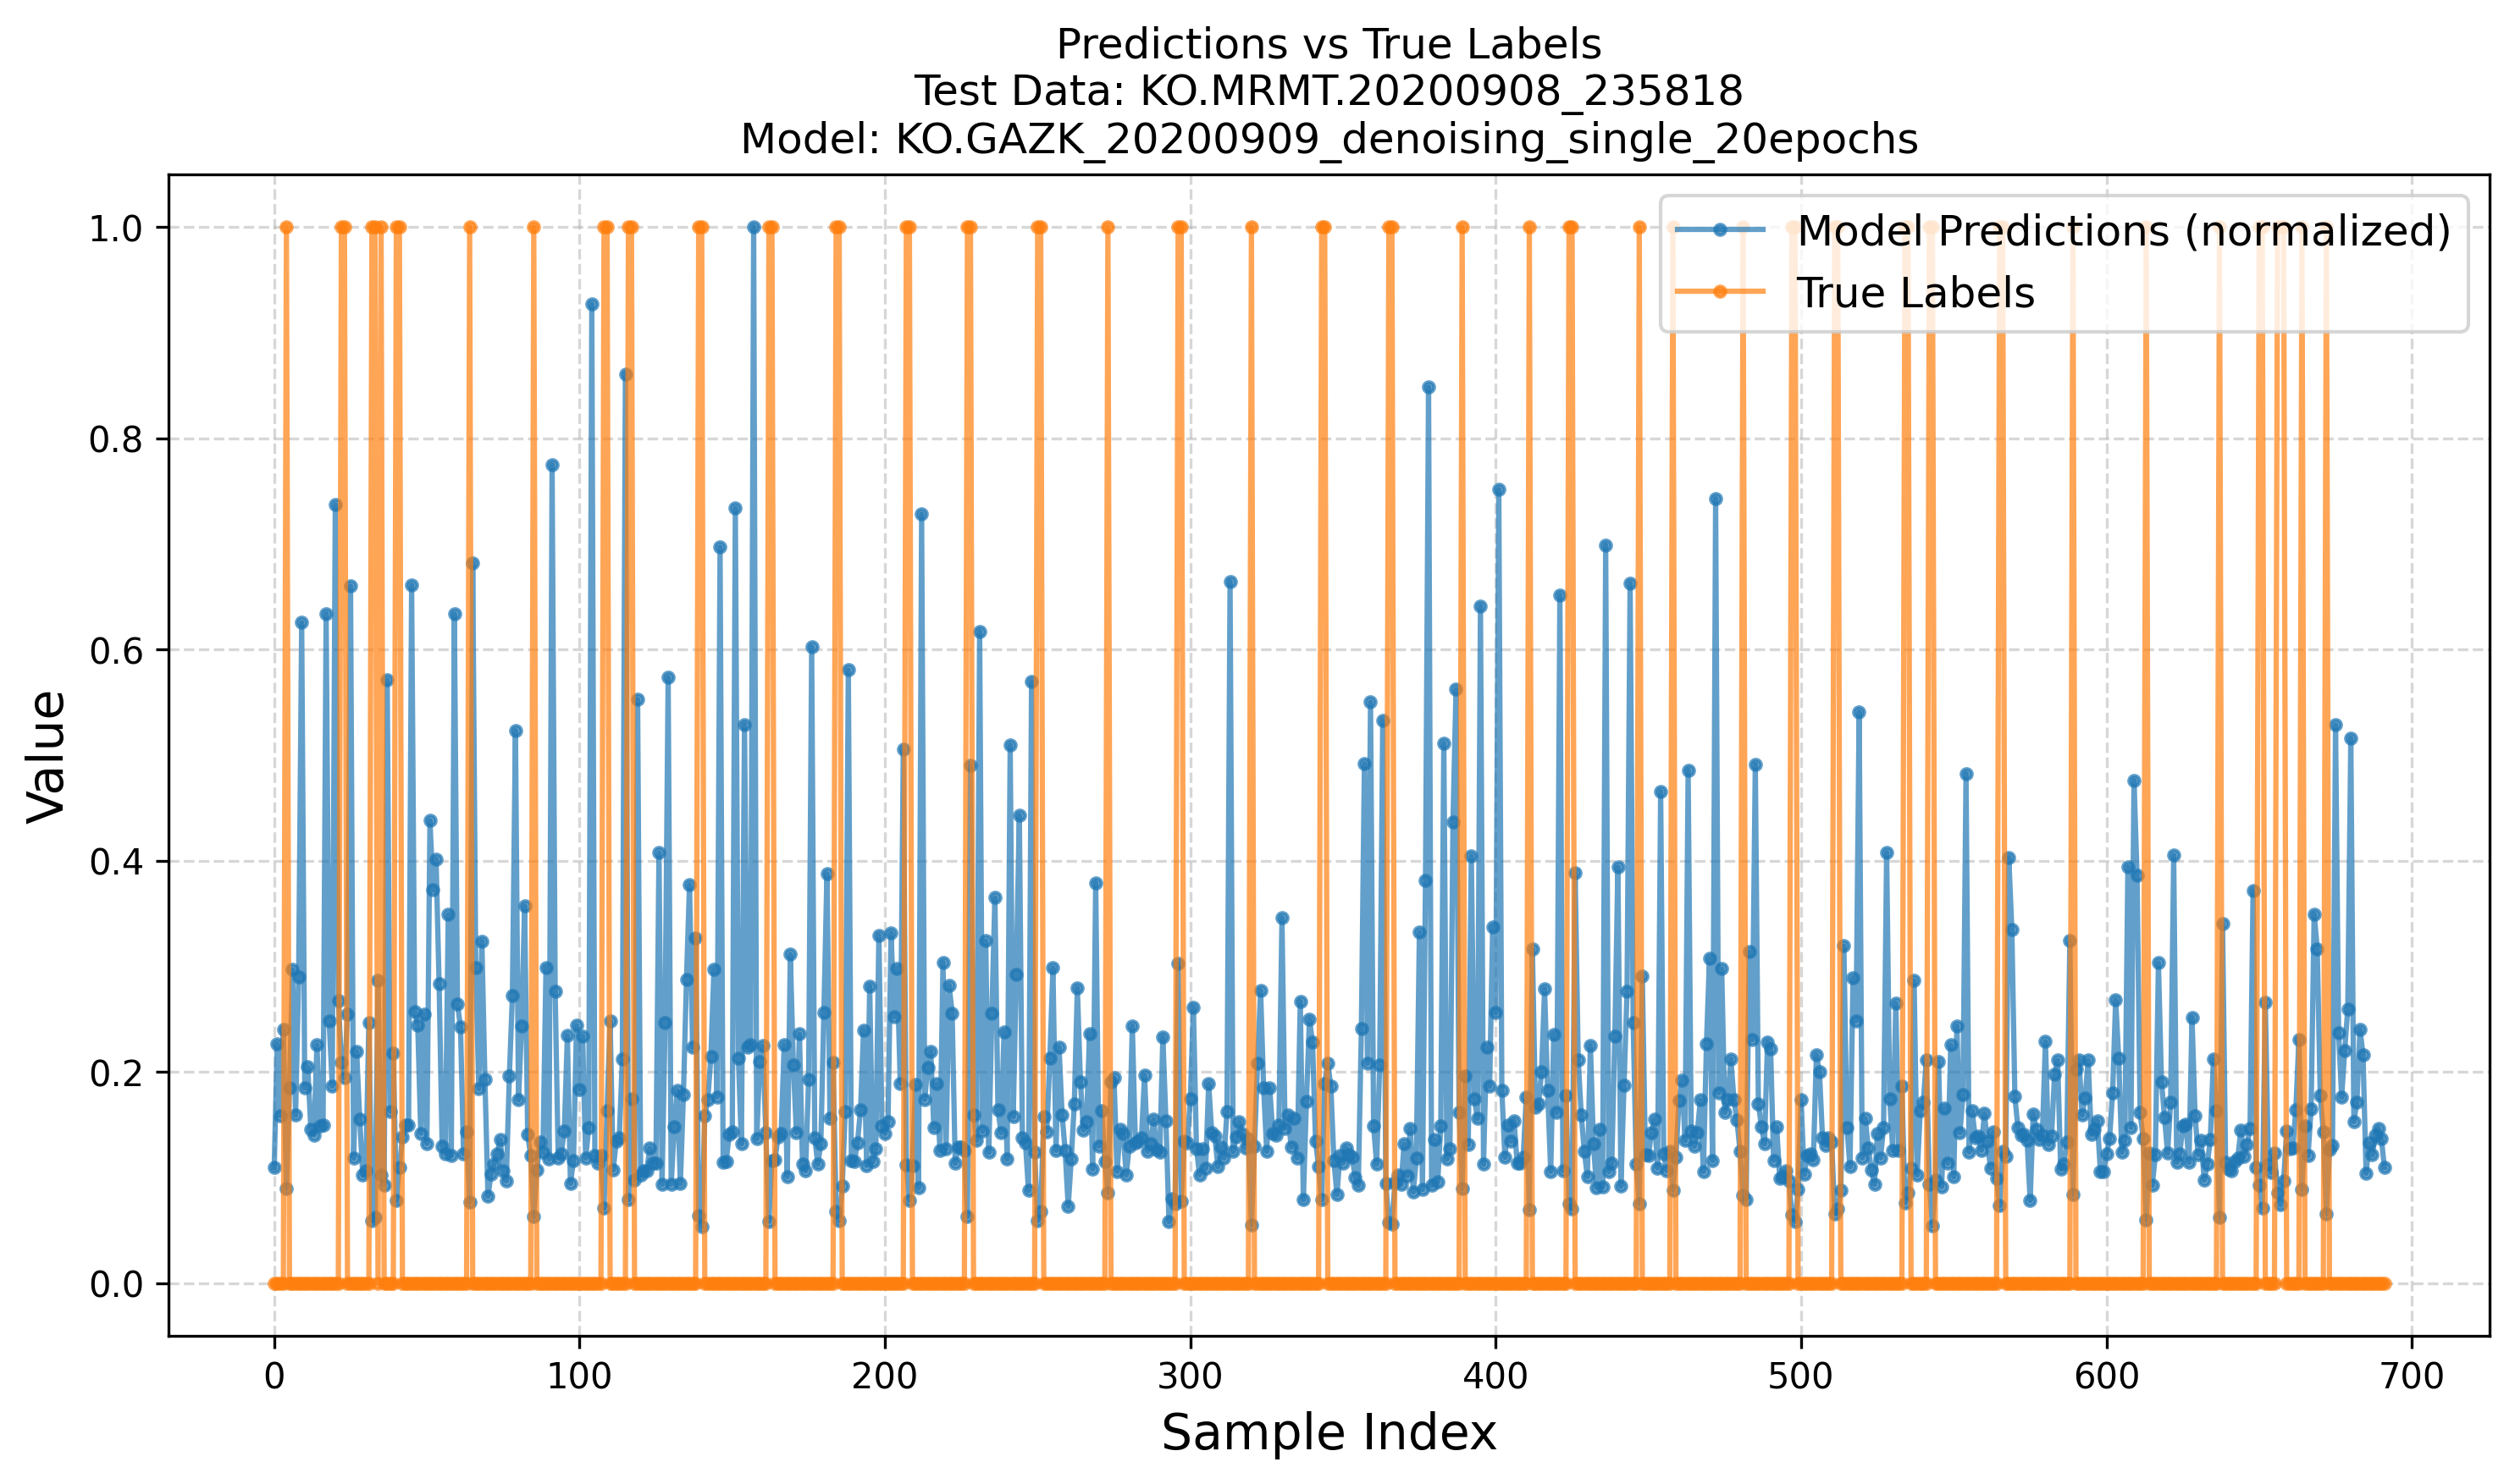 Predictions vs True Labels
Test Data: KO.MRMT.20200908_235818
Model: KO.GAZK_20200909_denoising_single_20epochs
Model Predictions (normalized)
True Labels
1.0
0.8
0.6
0.4
0.2
0.0
Value
0 100 200 300 400 500 600 700
Sample Index